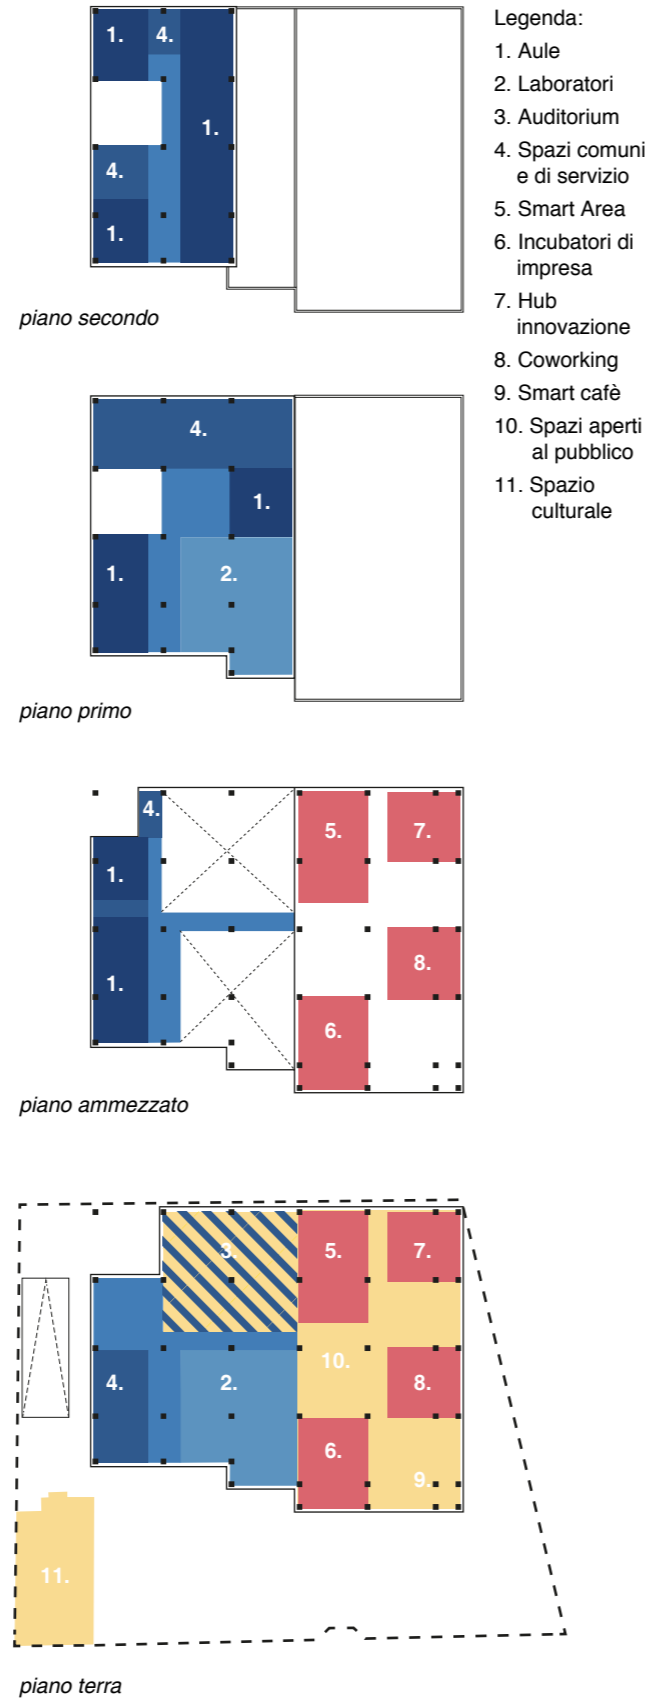 Legenda:
1. Aule
2. Laboratori
3. Auditorium
4. Spazi comuni
e di servizio
5. Smart Area
6. Incubatori di
impresa
7. Hub
innovazione
8. Coworking
9. Smart cafè
10. Spazi aperti
al pubblico
11. Spazio
culturale
1. 4.
1.
4.
1.
piano secondo
4.
1.
1. 2.
piano primo
4.
5. 7.
1.
8.
1.
6.
piano ammezzato
3. 5. 7.
10.
4. 2. 8.
6.
9.
11.
piano terra